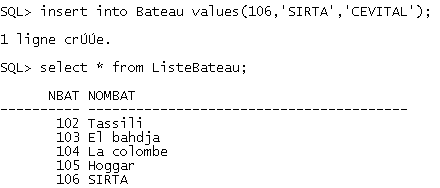 SQL> insert into Bateau values(106,'SIRTA','CEVITAL');
1 ligne crÚÚe.
SQL> select * from ListeBateau;
NBAT NOMBAT
---------- ----------------------------------------
102 Tassili
103 El bahdja
104 La colombe
105 Hoggar
106 SIRTA